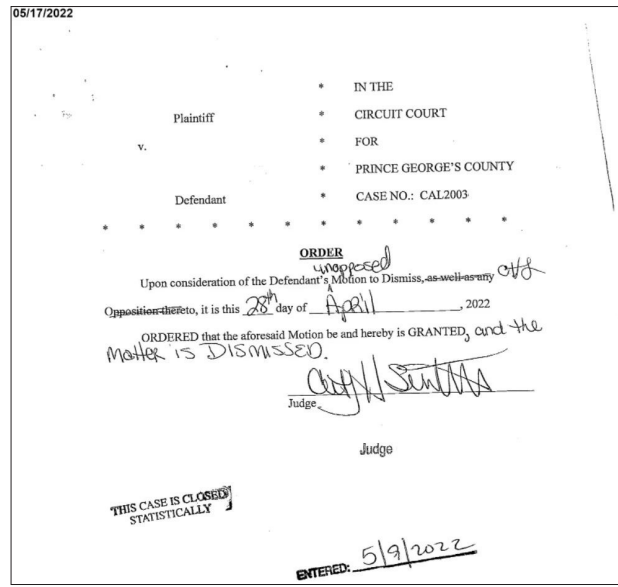 05/17/2022
* IN THE
Plaintiff * CIRCUIT COURT
v. * FOR
* PRINCE GEORGE'S COUNTY
Defendant * CASE NO.: CAL2003
* * * * * * * * * * * *
ORDER
unopposed
Upon consideration of the Defendant's Motion to Dismiss, as well as any
Opposition thereto, it is this 28th day of April, 2022
ORDERED that the aforesaid Motion be and hereby is GRANTED, and the
Matter is DISMISSED.
Judge
Judge
THIS CASE IS CLOSED
STATISTICALLY
ENTERED: 5/9/2022